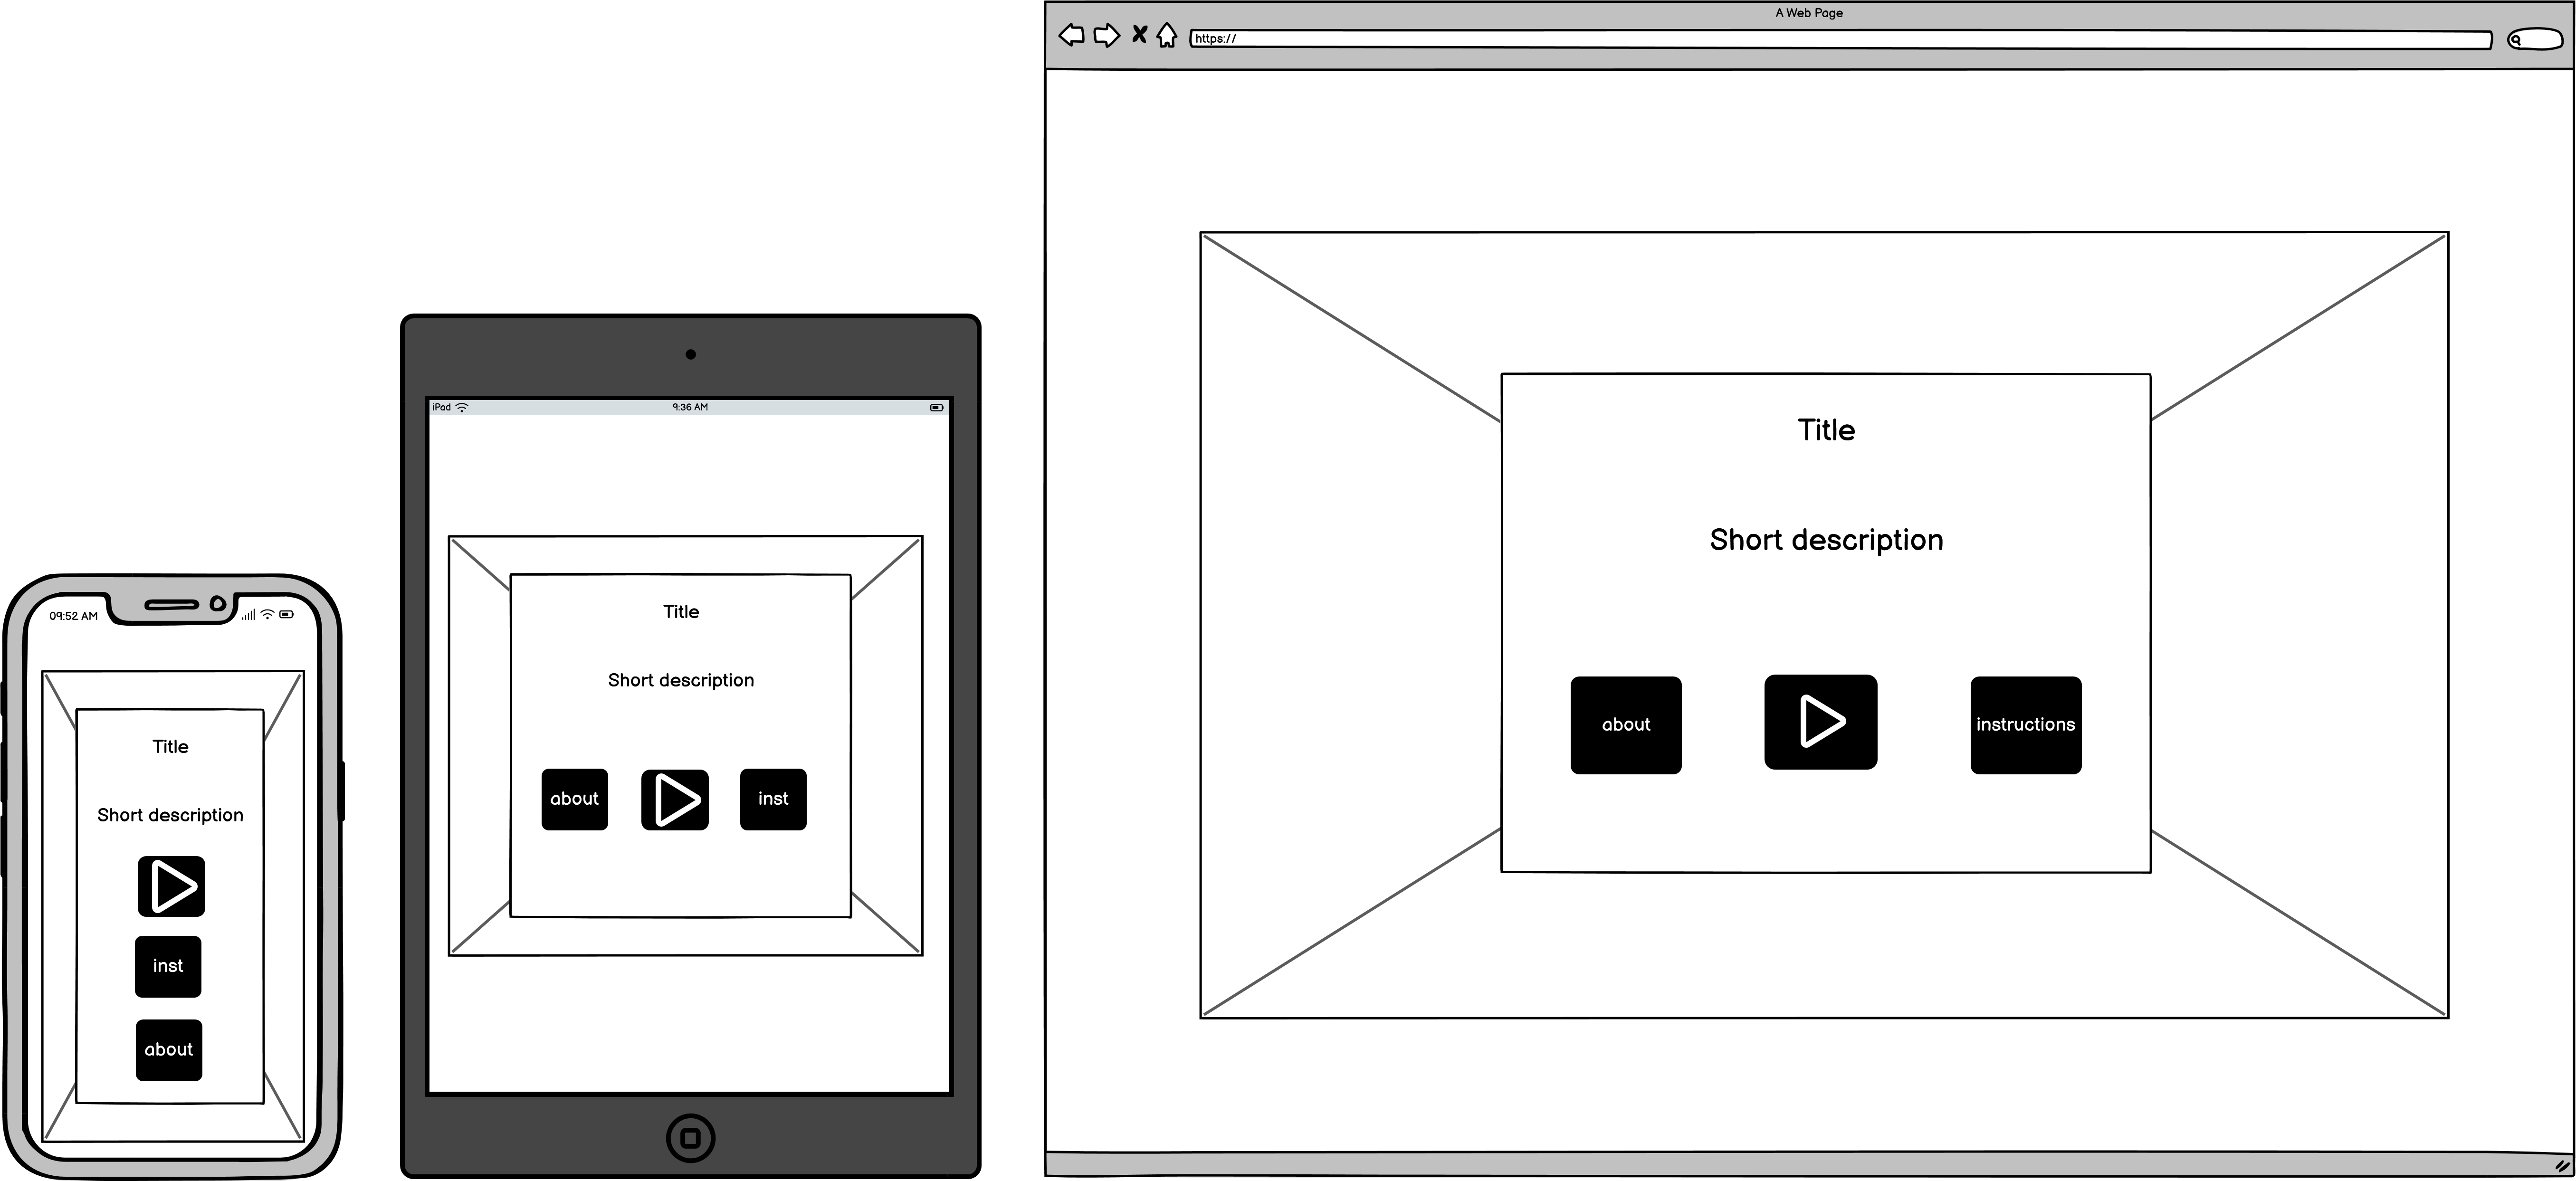 09:52 AM
Title
Short description
inst
about
iPad
9:36 AM
Title
Short description
about
inst
A Web Page
https://
Title
Short description
about
instructions